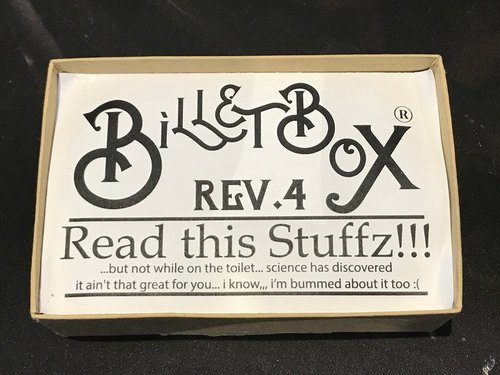 BilletBox®
REV.4
Read this Stuffz!!!
...but not while on the toilet... science has discovered
it ain't that great for you... i know,,, i'm bummed about it too :(